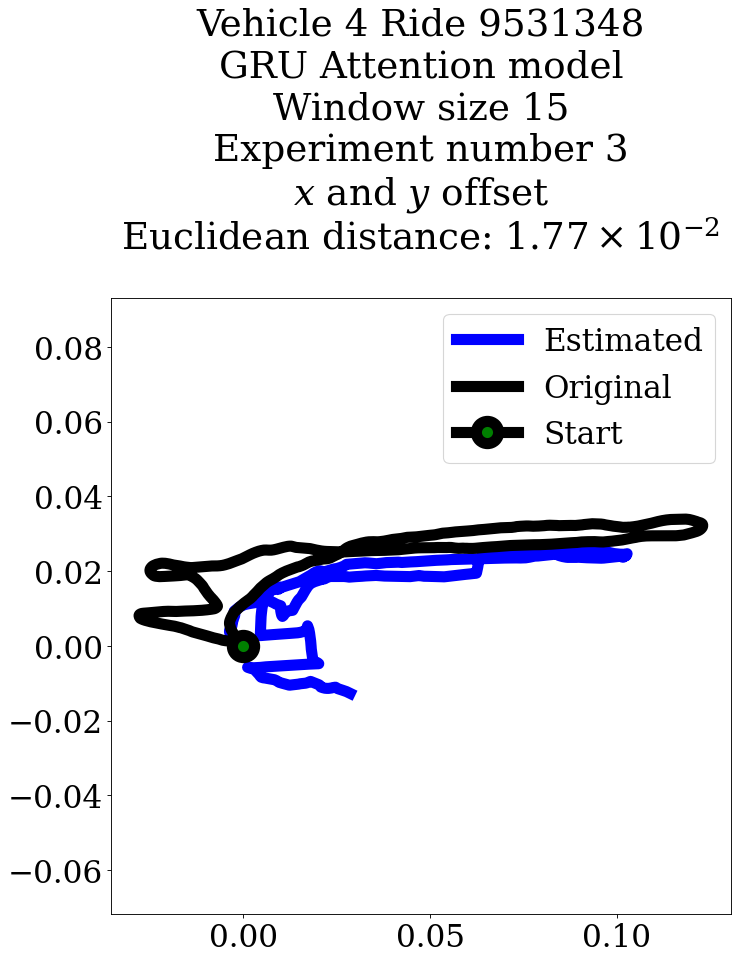 Vehicle 4 Ride 9531348
GRU Attention model
Window size 15
Experiment number 3
x and y offset
Euclidean distance: 1.77 × 10⁻²
Estimated
Original
Start
0.08
0.06
0.04
0.02
0.00
−0.02
−0.04
−0.06
0.00 0.05 0.10